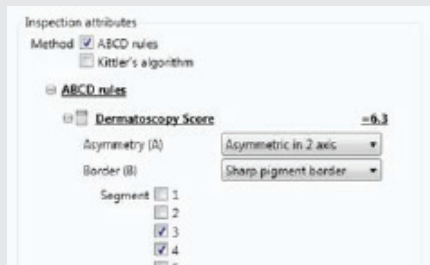 Inspection attributes
Method ABCD rules
Kittler's algorithm
ABCD rules
Dermatoscopy Score =6.3
Asymmetry (A) Asymmetric in 2 axis
Border (B) Sharp pigment border
Segment 1
2
3
4